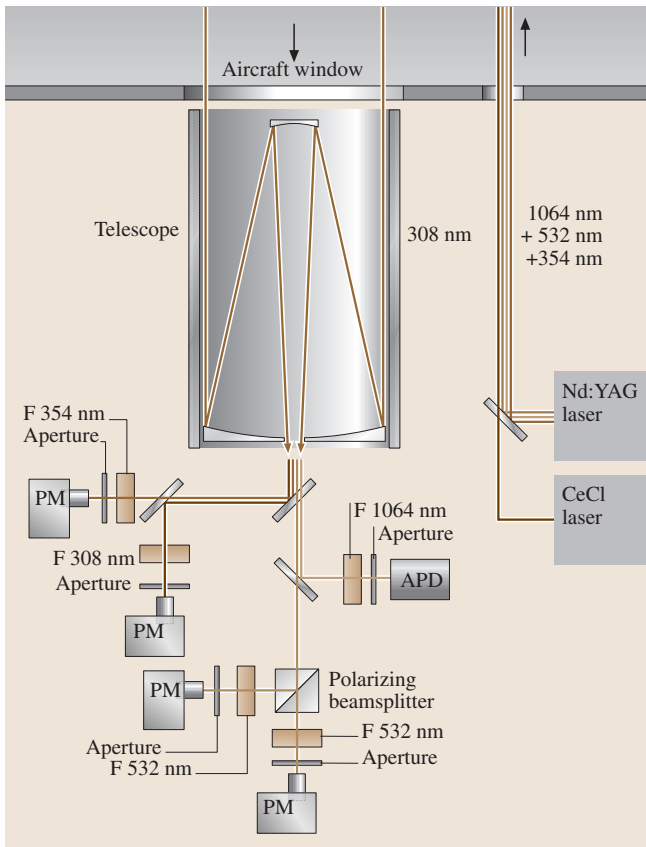 Aircraft window
Telescope
308 nm
1064 nm
+ 532 nm
+354 nm
Nd:YAG
laser
CeCl
laser
F 354 nm
Aperture
PM
F 308 nm
Aperture
PM
F 1064 nm
Aperture
APD
Polarizing
beamsplitter
PM
Aperture
F 532 nm
F 532 nm
Aperture
PM